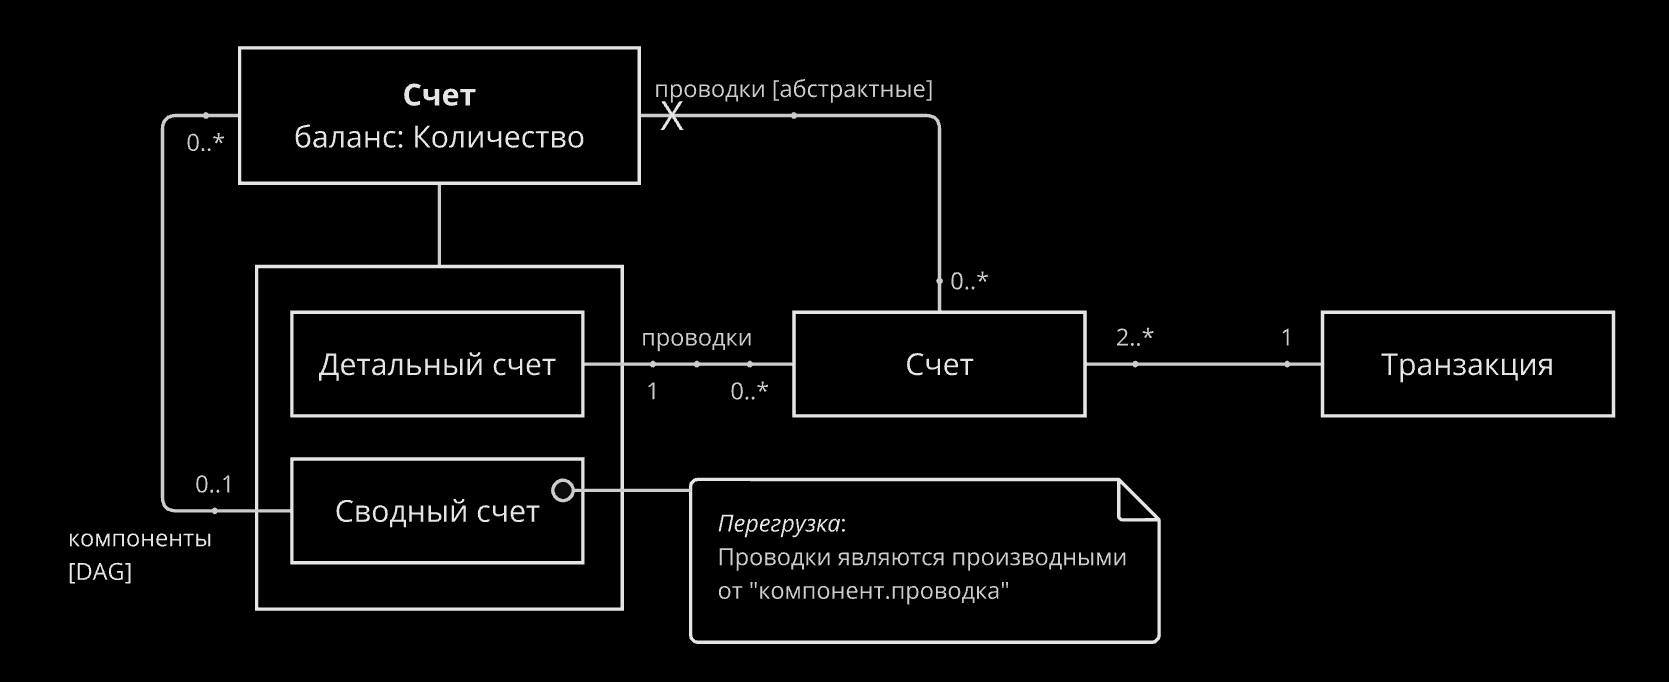 Счет
баланс: Количество
проводки [абстрактные]
X
0..*
0..*
Детальный счет
проводки
1
0..*
Счет
2..*
1
Транзакция
0..1
Сводный счет
компоненты
[DAG]
Перегрузка:
Проводки являются производными
от "компонент.проводка"